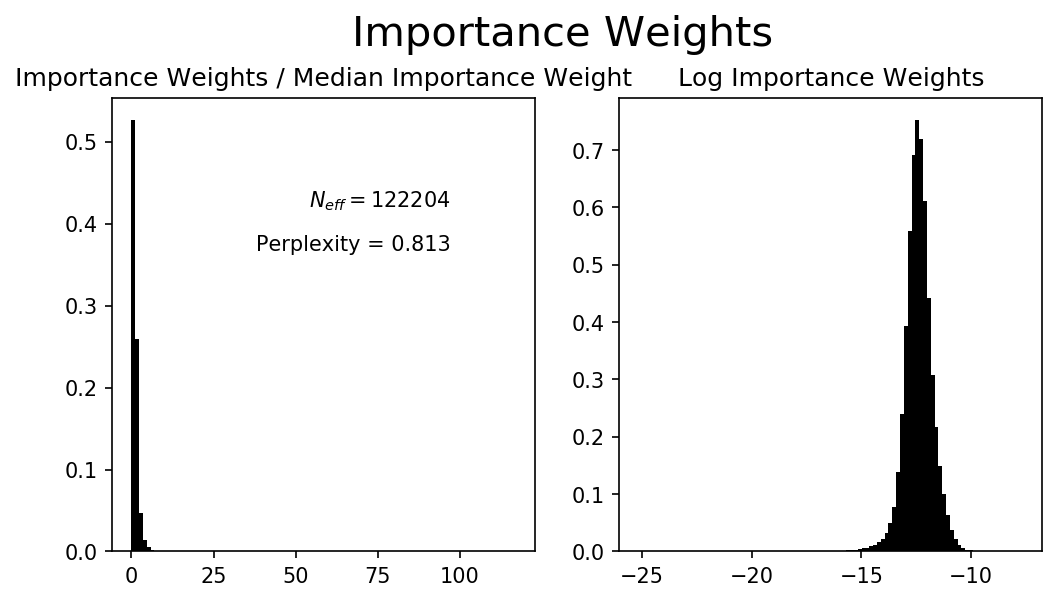 Importance Weights
Importance Weights / Median Importance Weight
0.5
0.4
0.3
0.2
0.1
0.0
0 25 50 75 100
N_eff = 122204
Perplexity = 0.813
Log Importance Weights
0.7
0.6
0.5
0.4
0.3
0.2
0.1
0.0
−25 −20 −15 −10